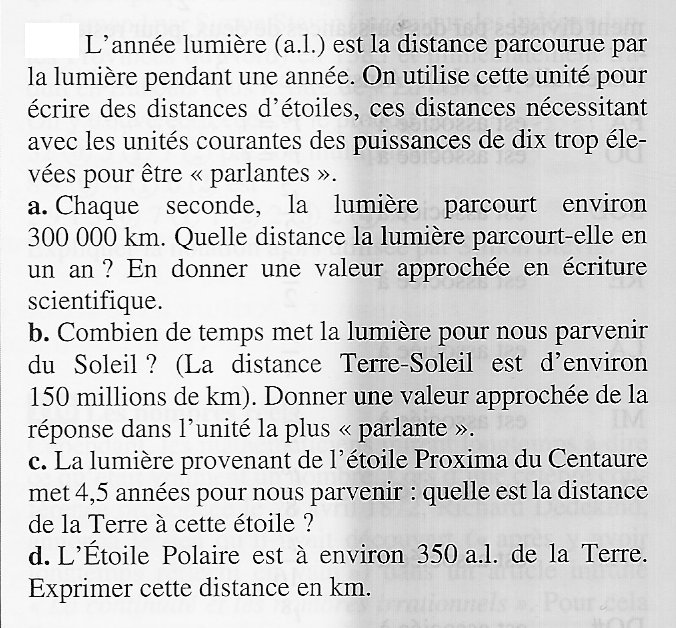 L'année lumière (a.l.) est la distance parcourue par
la lumière pendant une année. On utilise cette unité pour
écrire des distances d'étoiles, ces distances nécessitant
avec les unités courantes des puissances de dix trop éle-
vées pour être « parlantes ».
a. Chaque seconde, la lumière parcourt environ
300 000 km. Quelle distance la lumière parcourt-elle en
un an ? En donner une valeur approchée en écriture
scientifique.
b. Combien de temps met la lumière pour nous parvenir
du Soleil ? (La distance Terre-Soleil est d'environ
150 millions de km). Donner une valeur approchée de la
réponse dans l'unité la plus « parlante ».
c. La lumière provenant de l'étoile Proxima du Centaure
met 4,5 années pour nous parvenir : quelle est la distance
de la Terre à cette étoile ?
d. L'Étoile Polaire est à environ 350 a.l. de la Terre.
Exprimer cette distance en km.